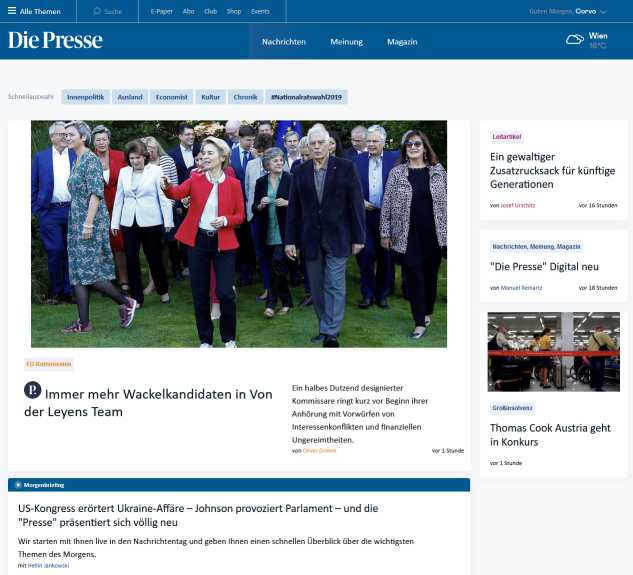 Alle Themen
Suche
E-Paper Abo Club Shop Events
Guten Morgen, Corvo
Die Presse
Nachrichten Meinung Magazin
Wien
16°C
Schnellauswahl Innenpolitik Ausland Economist Kultur Chronik #Nationalratswahl2019
EU-Kommission
P. Immer mehr Wackelkandidaten in Von
der Leyens Team
Ein halbes Dutzend designierter
Kommissare ringt kurz vor Beginn ihrer
Anhörung mit Vorwürfen von
Interessenkonflikten und finanziellen
Ungereimtheiten.
von Oliver Grimm vor 1 Stunde
Morgenbriefing
US-Kongress erörtert Ukraine-Affäre – Johnson provoziert Parlament – und die
"Presse" präsentiert sich völlig neu
Wir starten mit Ihnen live in den Nachrichtentag und geben Ihnen einen schnellen Überblick über die wichtigsten
Themen des Morgens.
mit Hellin Jankowski
Leitartikel
Ein gewaltiger
Zusatzrucksack für künftige
Generationen
von Josef Urschitz vor 16 Stunden
Nachrichten, Meinung, Magazin
"Die Presse" Digital neu
von Manuel Reinartz vor 18 Stunden
Großinsolvenz
Thomas Cook Austria geht
in Konkurs
vor 1 Stunde